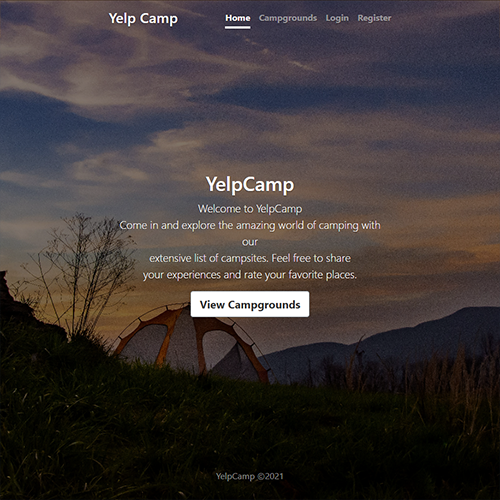 Yelp Camp Home Campgrounds Login Register
YelpCamp
Welcome to YelpCamp
Come in and explore the amazing world of camping with
our
extensive list of campsites. Feel free to share
your experiences and rate your favorite places.
View Campgrounds
YelpCamp ©2021